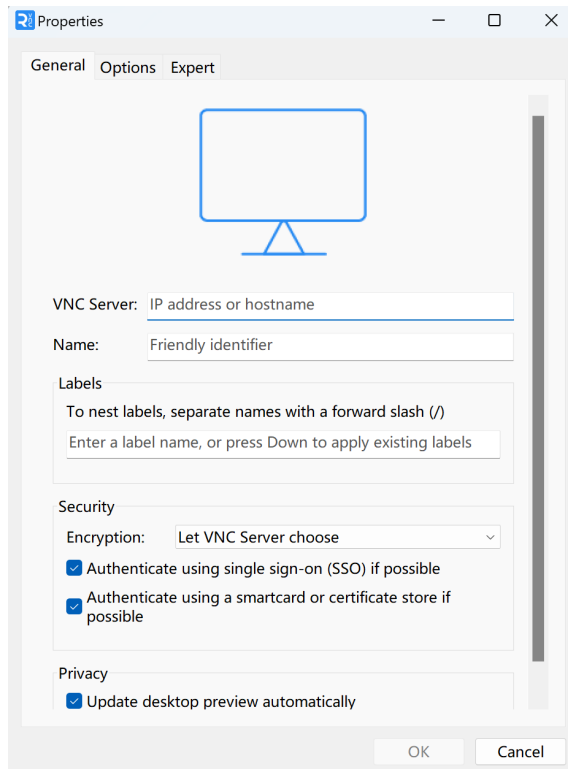 Properties
General Options Expert
VNC Server: IP address or hostname
Name: Friendly identifier
Labels
To nest labels, separate names with a forward slash (/)
Enter a label name, or press Down to apply existing labels
Security
Encryption: Let VNC Server choose
Authenticate using single sign-on (SSO) if possible
Authenticate using a smartcard or certificate store if
possible
Privacy
Update desktop preview automatically
OK Cancel